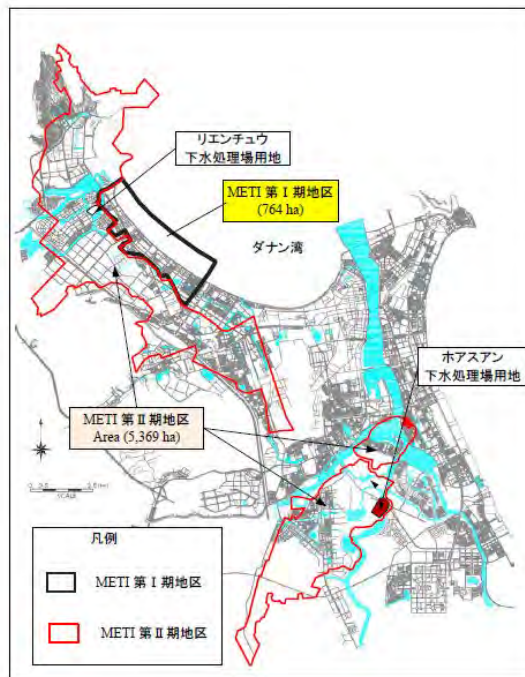 リエンチュウ
下水処理場用地
METI 第Ⅰ期地区
(764 ha)
ダナン湾
ホアスアン
下水処理場用地
METI 第Ⅱ期地区
Area (5,369 ha)
SCALE
凡例
METI 第Ⅰ期地区
METI 第Ⅱ期地区